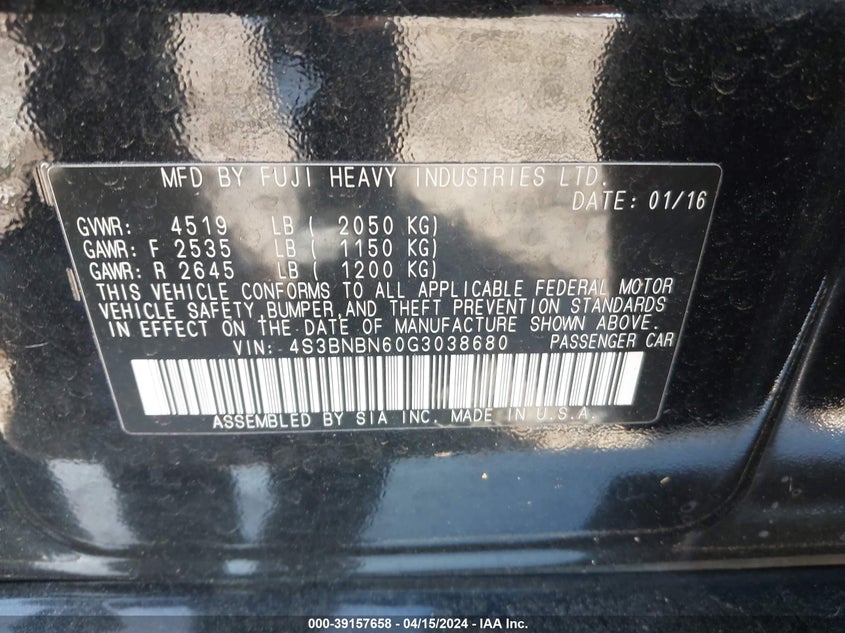 MFD BY FUJI HEAVY INDUSTRIES LTD.
DATE: 01/16
GVWR: 4519 LB ( 2050 KG)
GAWR: F 2535 LB ( 1150 KG)
GAWR: R 2645 LB ( 1200 KG)
THIS VEHICLE CONFORMS TO ALL APPLICABLE FEDERAL MOTOR
VEHICLE SAFETY, BUMPER, AND THEFT PREVENTION STANDARDS
IN EFFECT ON THE DATE OF MANUFACTURE SHOWN ABOVE.
VIN: 4S3BNBN60G3038680 PASSENGER CAR
ASSEMBLED BY SIA INC. MADE IN U.S.A.
000-39157658 - 04/15/2024 - IAA Inc.